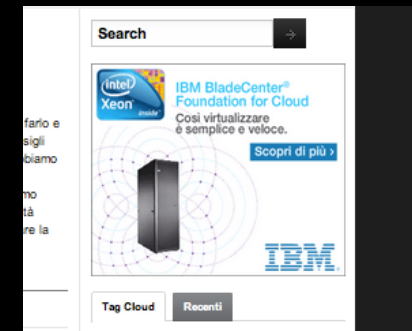 Search
intel
Xeon
inside
IBM BladeCenter®
Foundation for Cloud
Così virtualizzare
è semplice e veloce.
Scopri di più ›
IBM.
farlo e
sigli
biamo
mo
tà
re la
Tag Cloud
Recenti